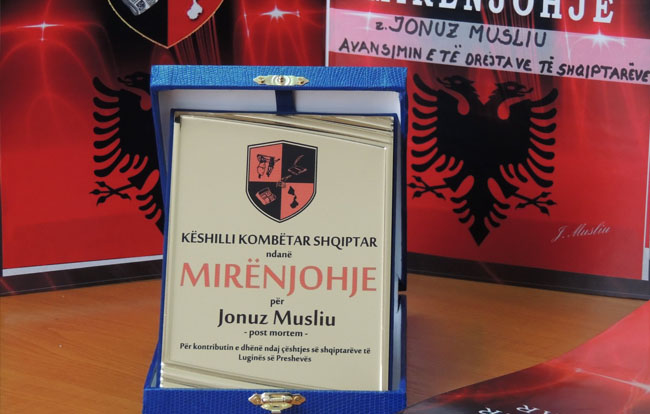 MIRËNJOHJE
z. JONUZ MUSLIU
AVANSIMIN E TË DREJTAVE TË SHQIPTARËVE
KËSHILLI KOMBËTAR SHQIPTAR
ndanë
MIRËNJOHJE
për
Jonuz Musliu
- post mortem -
Për kontributin e dhënë ndaj çështjes së shqiptarëve të
Luginës së Preshevës
J. Musliu